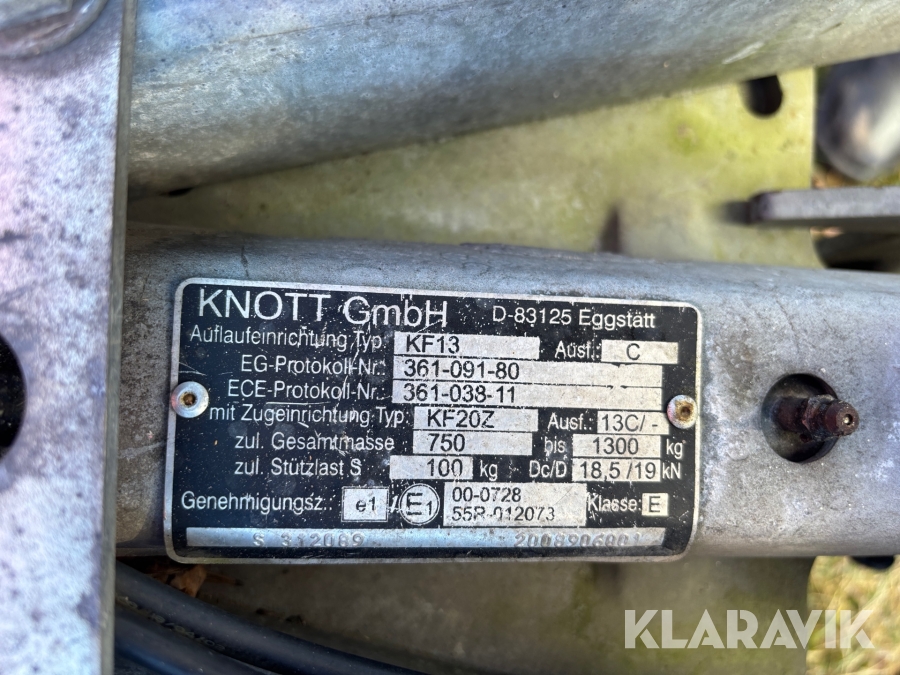 KNOTT GmbH D-83125 Eggstätt
Auflaufeinrichtung Typ: KF13 Ausf.: C
EG-Protokoll-Nr.: 361-091-80
ECE-Protokoll-Nr.: 361-038-11
mit Zugeinrichtung Typ: KF20Z Ausf.: 13C/-
zul. Gesamtmasse 750 bis 1300 kg
zul. Stützlast S 100 kg Dc/D 18,5/19 kN
Genehmigungsz.: e1 / E1 00-0728 Klasse: E
55R-012073
S 312089
KLARAVIK